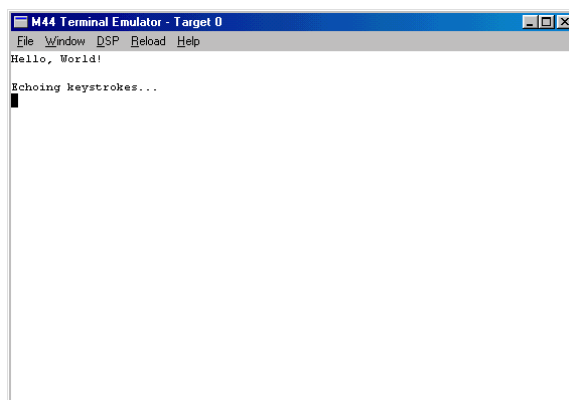 M44 Terminal Emulator - Target 0
File Window DSP Reload Help
Hello, World!
Echoing keystrokes...